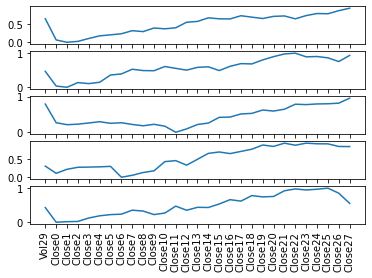 0.5
0.0
1
0
1
0
0.5
0.0
1
0
Vol29
Close0
Close1
Close2
Close3
Close4
Close5
Close6
Close7
Close8
Close9
Close10
Close11
Close12
Close13
Close14
Close15
Close16
Close17
Close18
Close19
Close20
Close21
Close22
Close23
Close24
Close25
Close26
Close27